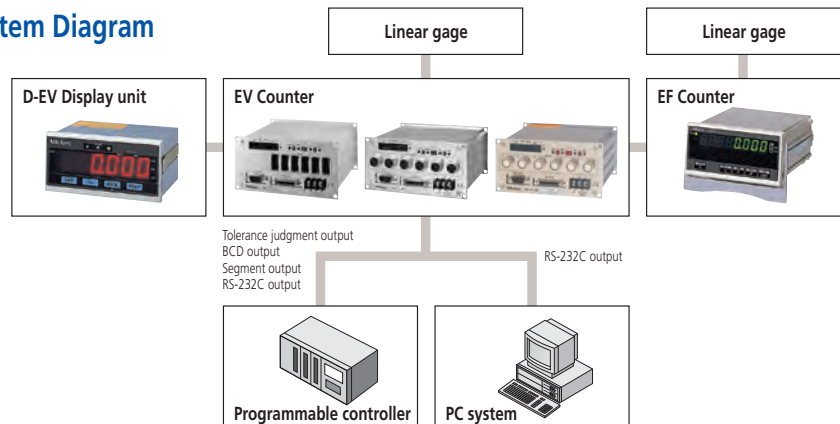 tem Diagram
Linear gage
Linear gage
D-EV Display unit
EV Counter
EF Counter
0.000
0.000
Tolerance judgment output
BCD output
Segment output
RS-232C output
RS-232C output
Programmable controller
PC system